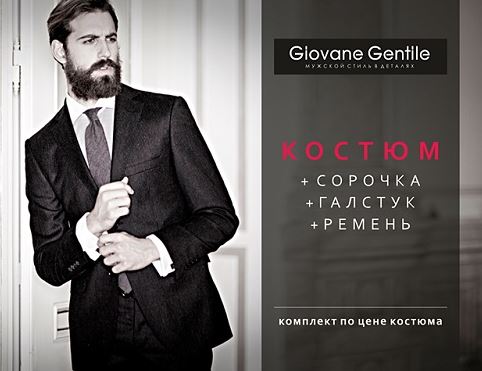 Giovane Gentile
МУЖСКОЙ СТИЛЬ В ДЕТАЛЯХ
КОСТЮМ
+ СОРОЧКА
+ ГАЛСТУК
+ РЕМЕНЬ
комплект по цене костюма